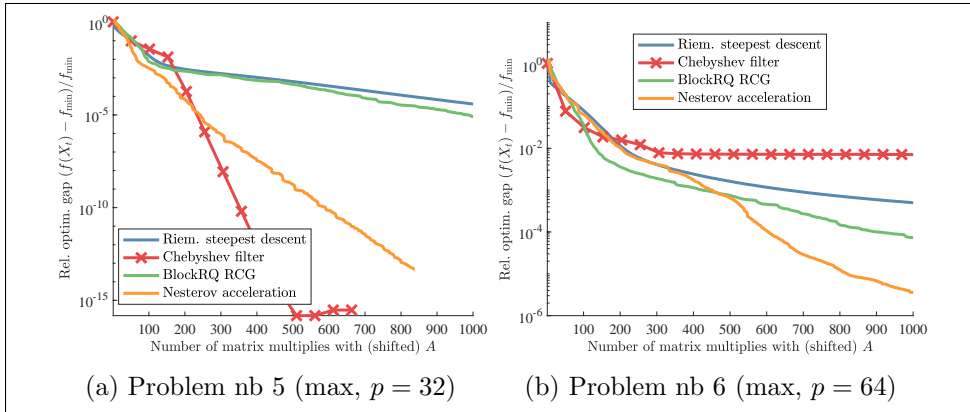 10^0
10^-5
10^-10
10^-15
Rel. optim. gap (f(X_t) − f_min)/f_min
Riem. steepest descent
Chebyshev filter
BlockRQ RCG
Nesterov acceleration
100 200 300 400 500 600 700 800 900 1000
Number of matrix multiplies with (shifted) A
(a) Problem nb 5 (max, p = 32)
10^0
10^-2
10^-4
10^-6
Rel. optim. gap (f(X_t) − f_min)/f_min
Riem. steepest descent
Chebyshev filter
BlockRQ RCG
Nesterov acceleration
100 200 300 400 500 600 700 800 900 1000
Number of matrix multiplies with (shifted) A
(b) Problem nb 6 (max, p = 64)